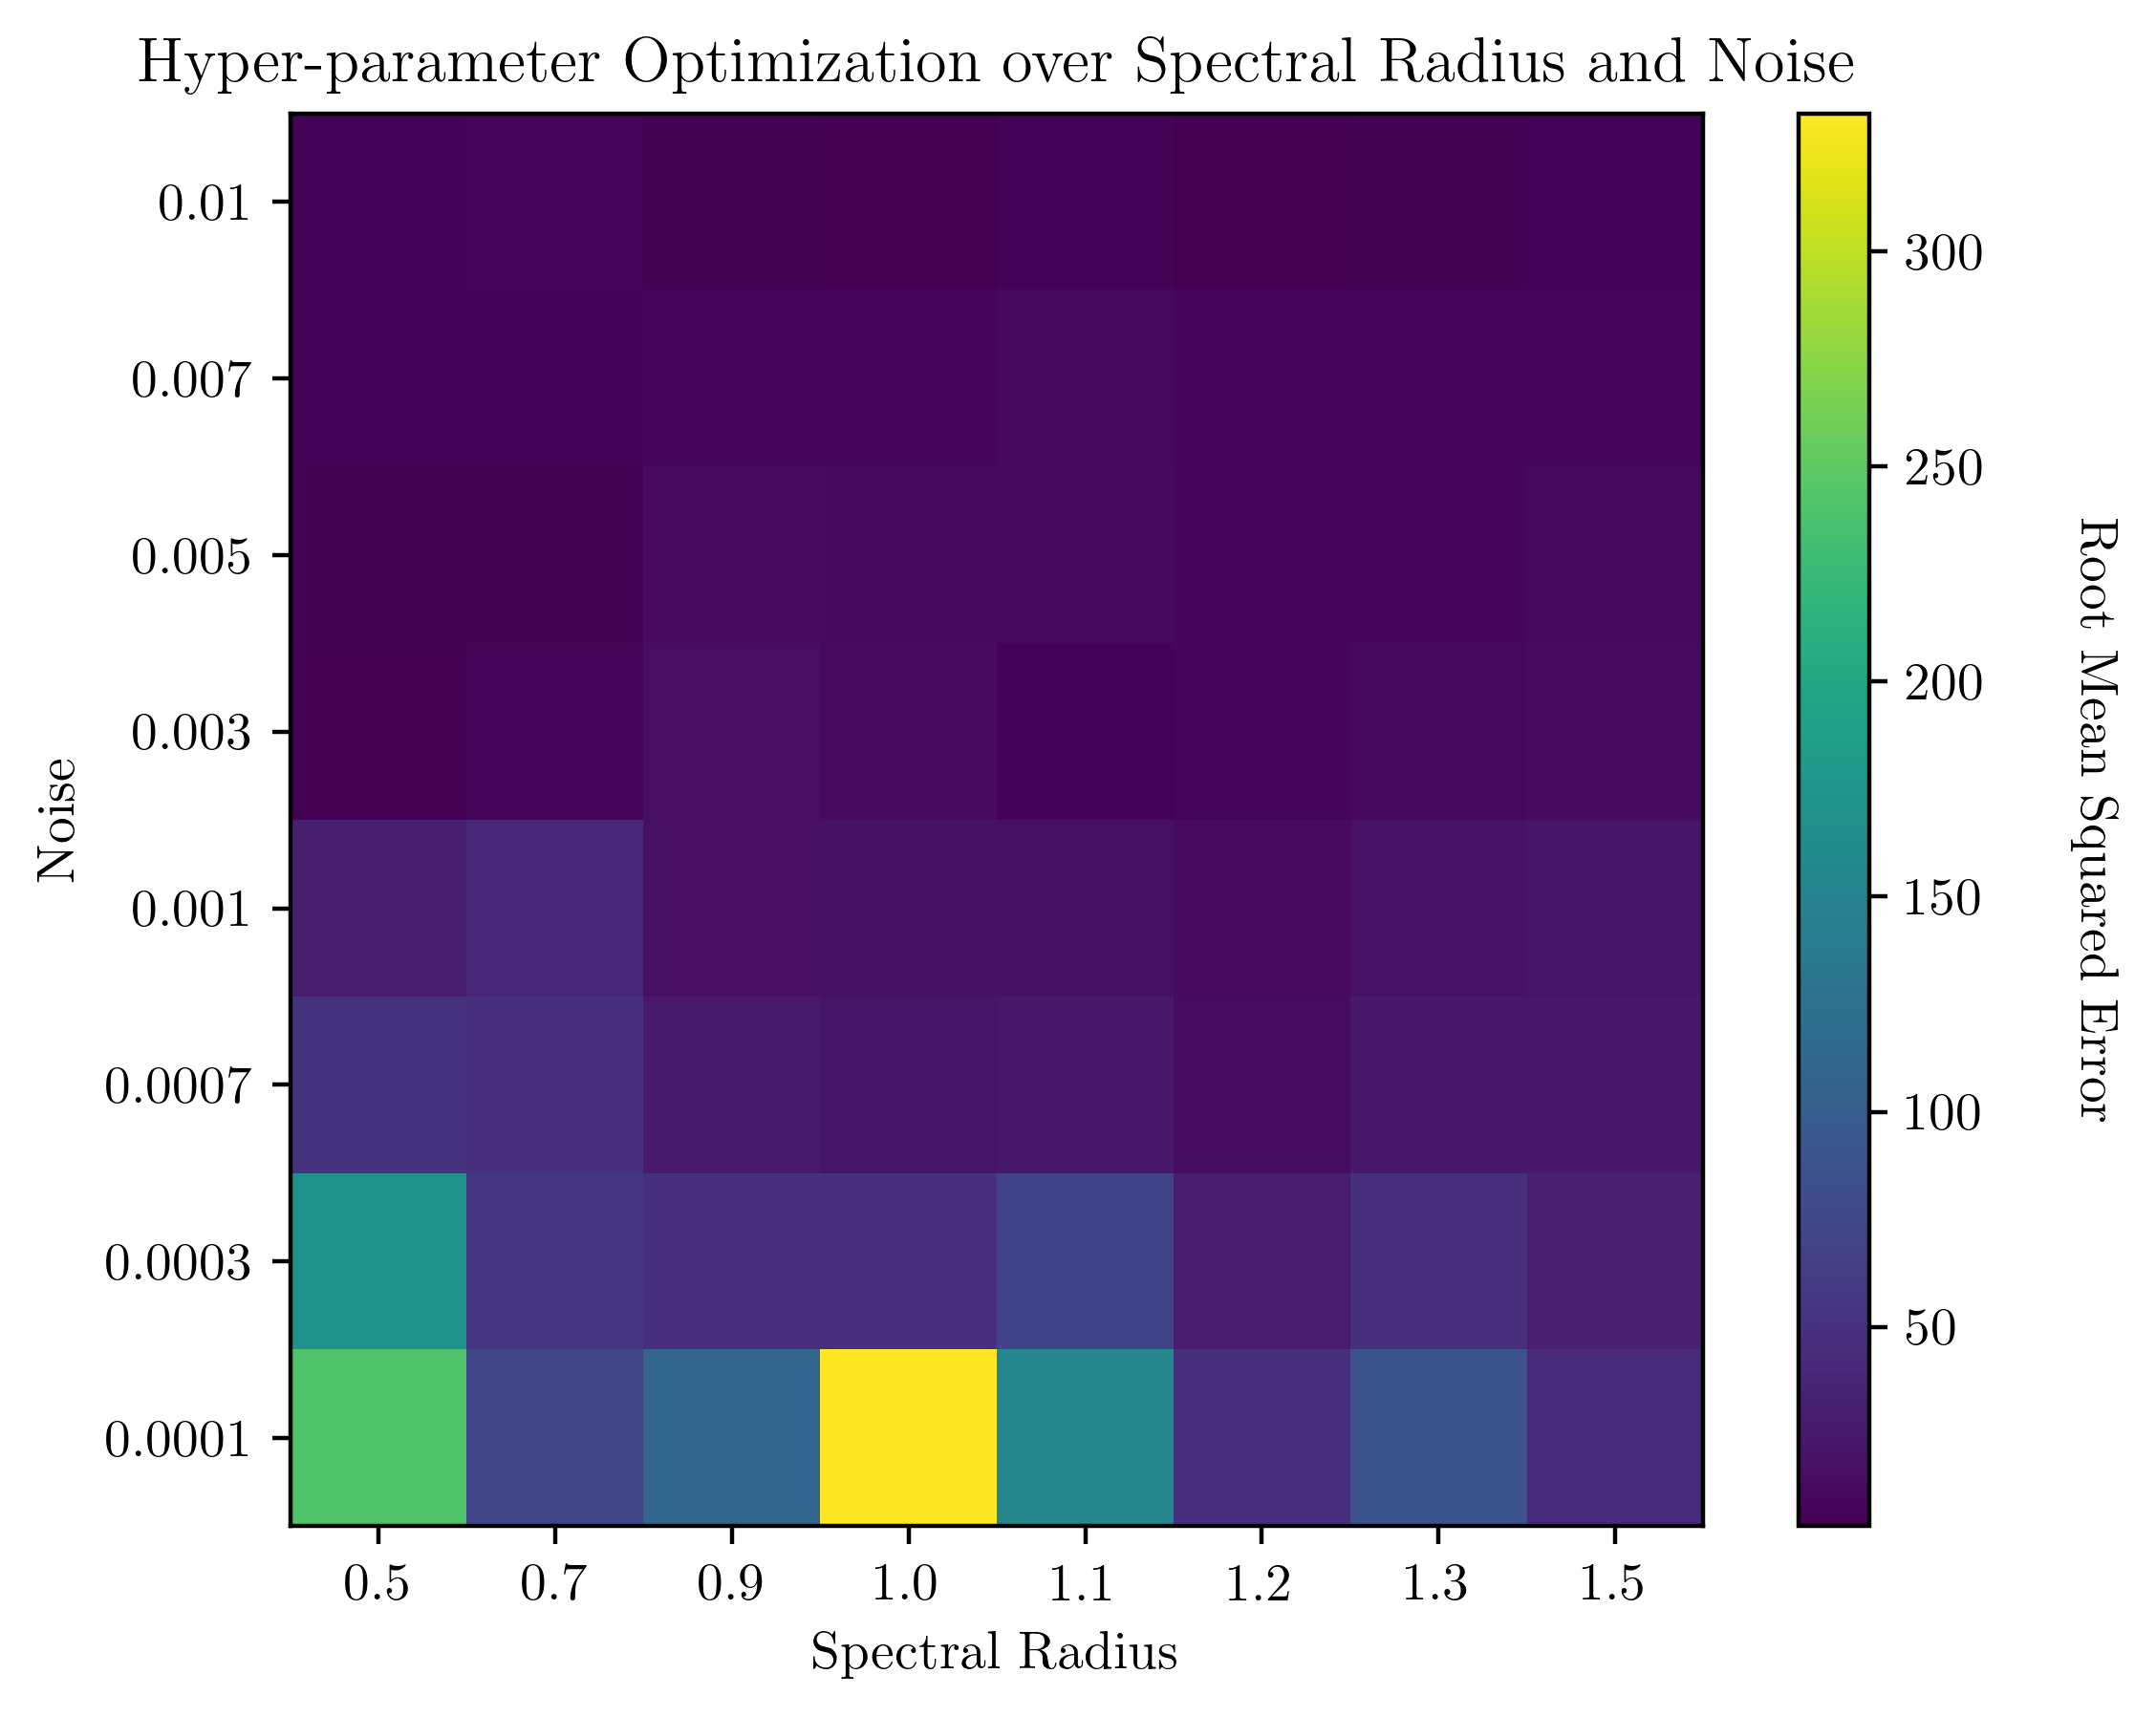 Hyper-parameter Optimization over Spectral Radius and Noise
0.01
0.007
0.005
0.003
0.001
0.0007
0.0003
0.0001
Noise
0.5 0.7 0.9 1.0 1.1 1.2 1.3 1.5
Spectral Radius
300
250
200
150
100
50
Root Mean Squared Error